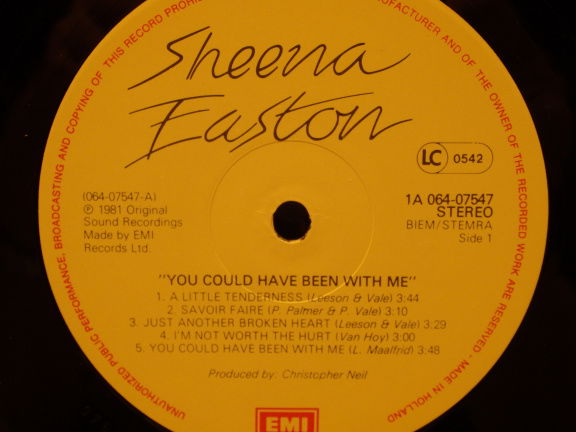 UNAUTHORIZED PUBLIC PERFORMANCE, BROADCASTING AND COPYING OF THIS RECORD PROHI
ACTURER AND OF THE OWNER OF THE RECORDED WORK ARE RESERVED - MADE IN HOLLAND
Sheena
Easton
LC 0542
(064-07547-A)
℗ 1981 Original
Sound Recordings
Made by EMI
Records Ltd.
1A 064-07547
STEREO
BIEM/STEMRA
Side 1
"YOU COULD HAVE BEEN WITH ME"
1. A LITTLE TENDERNESS (Leeson & Vale) 3:44
2. SAVOIR FAIRE (P. Palmer & P. Vale) 3:10
3. JUST ANOTHER BROKEN HEART (Leeson & Vale) 3:29
4. I'M NOT WORTH THE HURT (Van Hoy) 3:00
5. YOU COULD HAVE BEEN WITH ME (L. Maalfrid) 3:48
Produced by: Christopher Neil
EMI